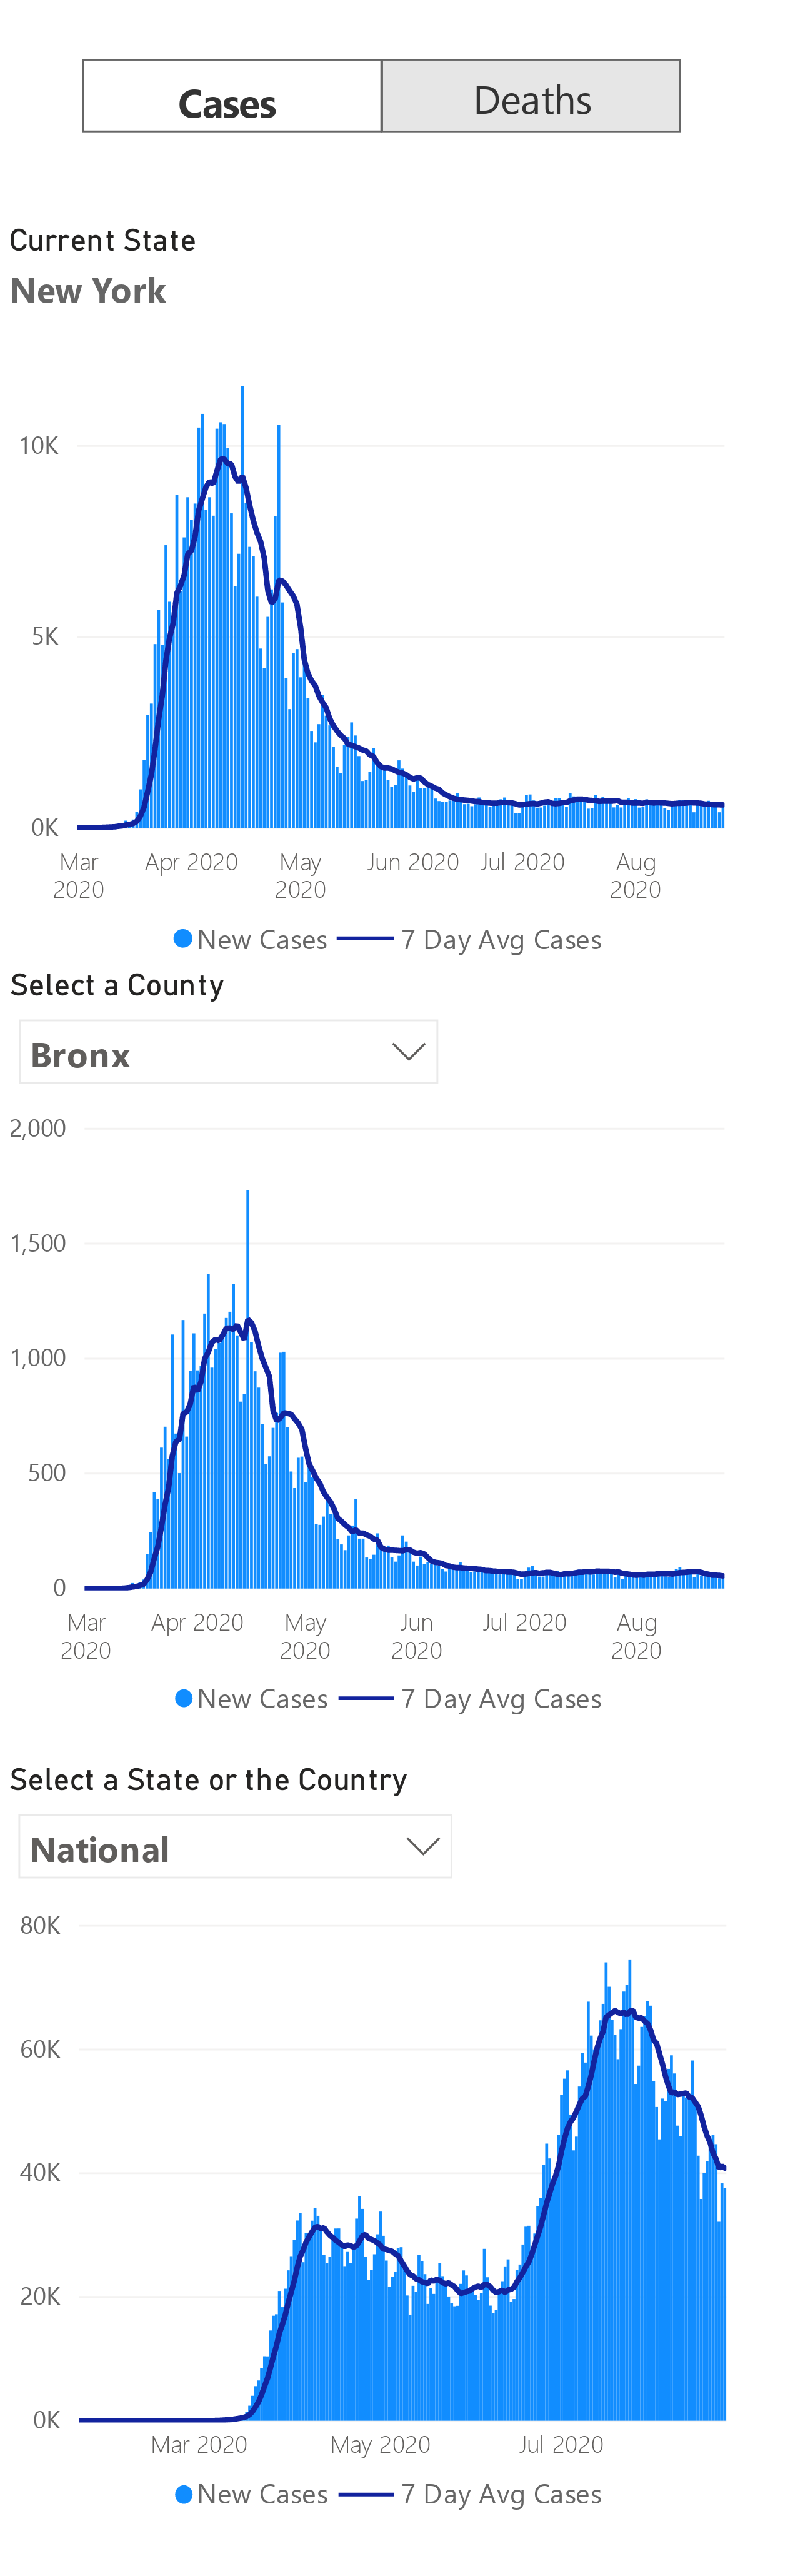 Cases Deaths
Current State
New York
10K
5K
0K
Mar Apr 2020 May Jun 2020 Jul 2020 Aug
2020 2020 2020
New Cases 7 Day Avg Cases
Select a County
Bronx
2,000
1,500
1,000
500
0
Mar Apr 2020 May Jun Jul 2020 Aug
2020 2020 2020 2020
New Cases 7 Day Avg Cases
Select a State or the Country
National
80K
60K
40K
20K
0K
Mar 2020 May 2020 Jul 2020
New Cases 7 Day Avg Cases